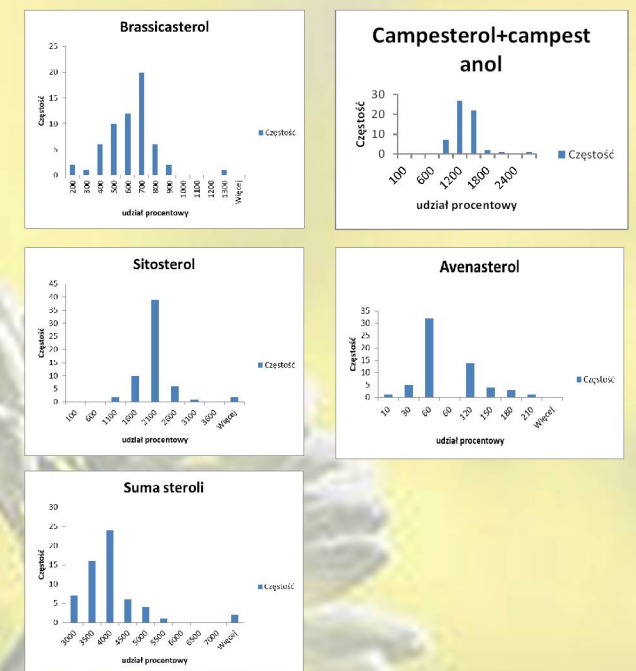 Brassicasterol
25
20
15
10
5
0
Częstość
200 300 400 500 600 700 800 900 1000 1100 1200 1300 Więcej
udział procentowy
Częstość
Campesterol+campest
anol
30
20
10
0
Częstość
100 600 1200 1800 2400
udział procentowy
Częstość
Sitosterol
45
40
35
30
25
20
15
10
5
0
Częstość
100 600 1100 1600 2100 2600 3100 3600 Więcej
udział procentowy
Częstość
Avenasterol
35
30
25
20
15
10
5
0
Częstość
10 30 60 60 120 150 180 210 Więcej
udział procentowy
Częstość
Suma steroli
30
25
20
15
10
5
0
Częstość
3000 3500 4000 4500 5000 5500 6000 6500 7000 Więcej
udział procentowy
Częstość